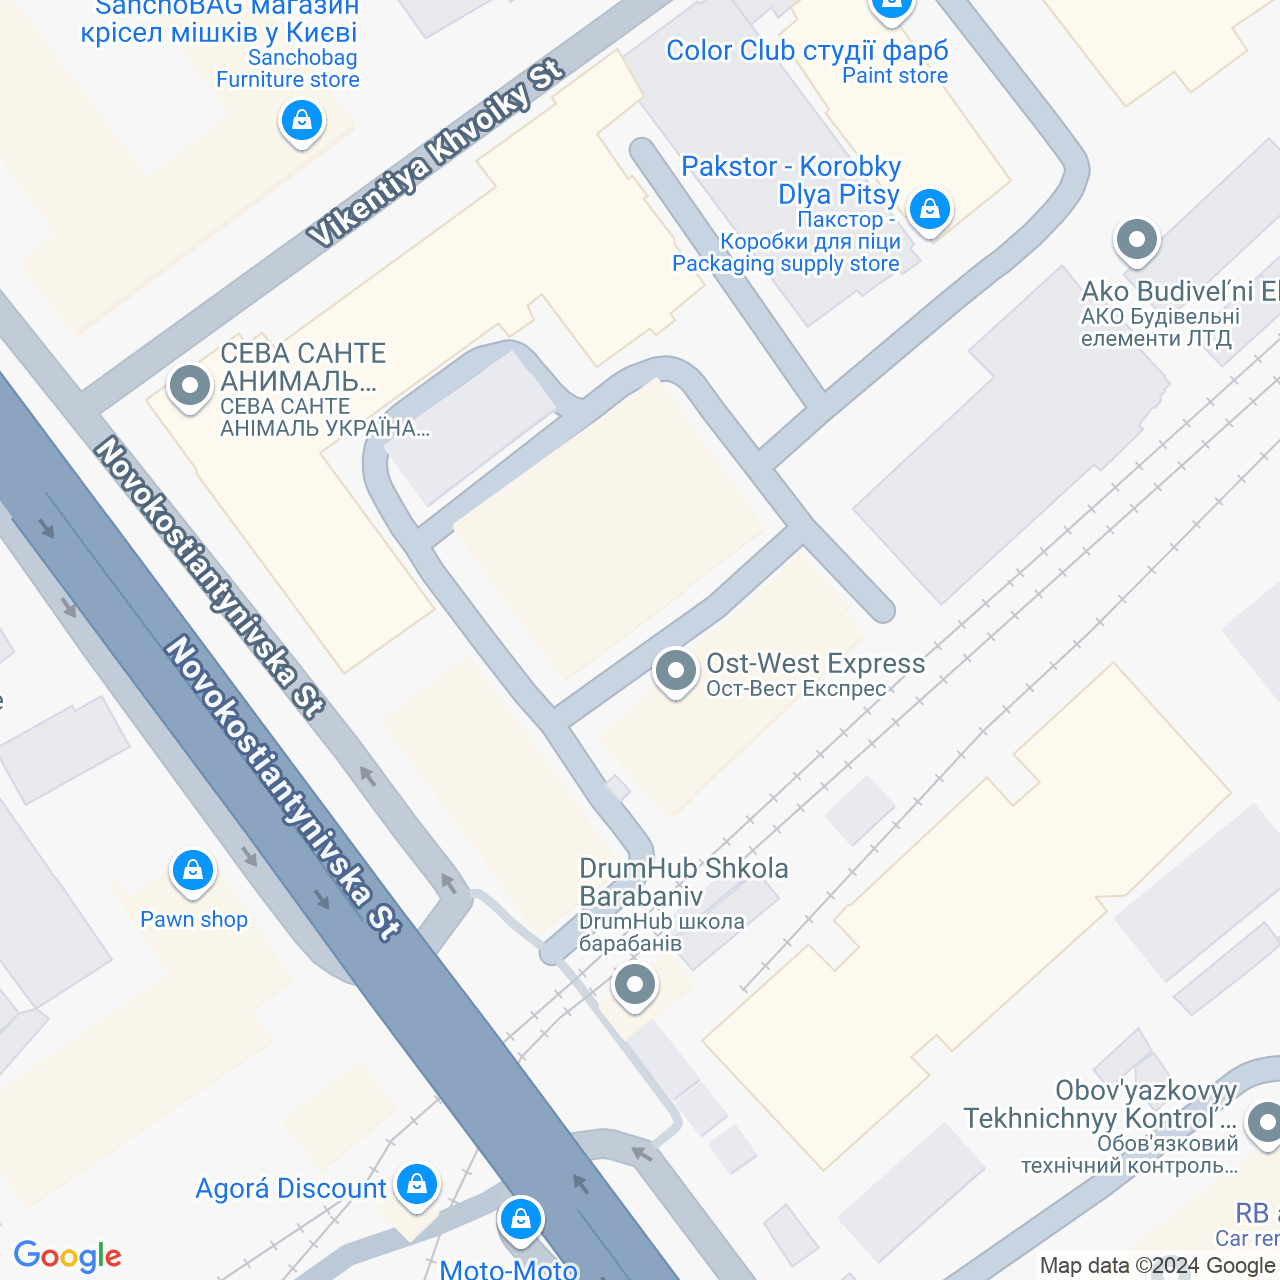 SanchoBAG магазин
крісел мішків у Києві
Sanchobag
Furniture store
Vikentiya Khvoiky St
Color Club студії фарб
Paint store
Pakstor - Korobky
Dlya Pitsy
Пакстор -
Коробки для піци
Packaging supply store
Ako Budivelʹni El
АКО Будівельні
елементи ЛТД
СЕВА САНТЕ
АНИМАЛЬ...
СЕВА САНТЕ
АНІМАЛЬ УКРАЇНА...
Novokostiantynivska St
Novokostiantynivska St
Ost-West Express
Ост-Вест Експрес
e
Pawn shop
DrumHub Shkola
Barabaniv
DrumHub школа
барабанів
Obov'yazkovyy
Tekhnichnyy Kontrolʹ...
Обов'язковий
технічний контроль...
Agorá Discount
Moto-Moto
RB a
Car ren
Google
Map data ©2024 Google